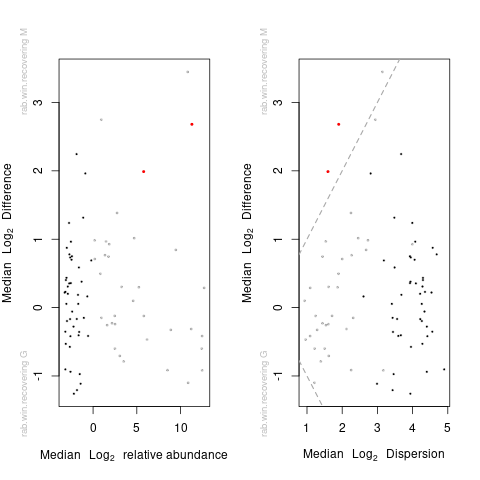 rab.win.recovering M
rab.win.recovering G
Median Log2 Difference
-1
0
1
2
3
0
5
10
Median Log2 relative abundance
rab.win.recovering M
rab.win.recovering G
Median Log2 Difference
-1
0
1
2
3
1
2
3
4
5
Median Log2 Dispersion